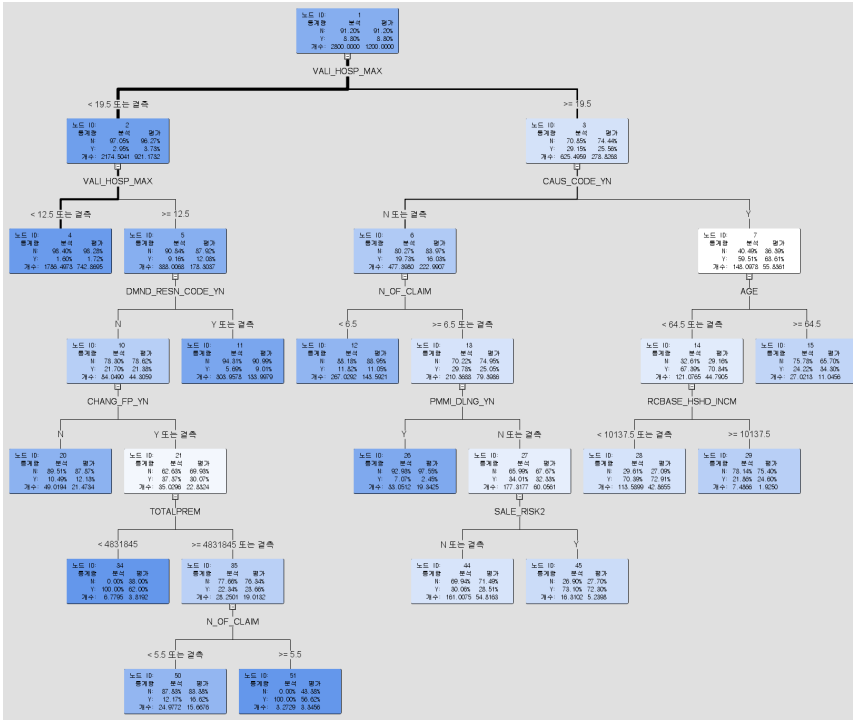 노드 ID: 1
통계량 분석 평가
N: 91.20% 91.20%
Y: 8.80% 8.80%
개수: 2800.0000 1200.0000
VALI_HOSP_MAX
< 19.5 또는 결측
>= 19.5
노드 ID: 2
통계량 분석 평가
N: 97.05% 96.27%
Y: 2.95% 3.73%
개수: 2174.5041 921.1732
노드 ID: 3
통계량 분석 평가
N: 70.85% 74.44%
Y: 29.15% 25.56%
개수: 625.4959 278.8268
VALI_HOSP_MAX
CAUS_CODE_YN
< 12.5 또는 결측
>= 12.5
N 또는 결측
Y
노드 ID: 4
통계량 분석 평가
N: 98.40% 98.28%
Y: 1.60% 1.72%
개수: 1786.4973 742.8695
노드 ID: 5
통계량 분석 평가
N: 90.84% 87.92%
Y: 9.16% 12.08%
개수: 388.0068 178.3037
노드 ID: 6
통계량 분석 평가
N: 80.27% 83.97%
Y: 19.73% 16.03%
개수: 477.3980 222.9907
노드 ID: 7
통계량 분석 평가
N: 40.49% 36.39%
Y: 59.51% 63.61%
개수: 148.0978 55.8361
DMND_RESN_CODE_YN
N_OF_CLAIM
AGE
N
Y 또는 결측
< 6.5
>= 6.5 또는 결측
< 64.5 또는 결측
>= 64.5
노드 ID: 10
통계량 분석 평가
N: 78.30% 78.62%
Y: 21.70% 21.38%
개수: 84.0490 44.3059
노드 ID: 11
통계량 분석 평가
N: 94.31% 90.99%
Y: 5.69% 9.01%
개수: 303.9578 133.9979
노드 ID: 12
통계량 분석 평가
N: 88.18% 88.95%
Y: 11.82% 11.05%
개수: 267.0292 143.5921
노드 ID: 13
통계량 분석 평가
N: 70.22% 74.95%
Y: 29.78% 25.05%
개수: 210.3688 79.3986
노드 ID: 14
통계량 분석 평가
N: 32.61% 29.16%
Y: 67.39% 70.84%
개수: 121.0765 44.7905
노드 ID: 15
통계량 분석 평가
N: 75.78% 65.70%
Y: 24.22% 34.30%
개수: 27.0213 11.0456
CHANG_FP_YN
PMMI_DLNG_YN
RCBASE_HSHD_INCM
N
Y 또는 결측
Y
N 또는 결측
< 10137.5 또는 결측
>= 10137.5
노드 ID: 20
통계량 분석 평가
N: 89.51% 87.87%
Y: 10.49% 12.13%
개수: 49.0194 21.4734
노드 ID: 21
통계량 분석 평가
N: 62.63% 69.93%
Y: 37.37% 30.07%
개수: 35.0296 22.8324
노드 ID: 26
통계량 분석 평가
N: 92.93% 97.55%
Y: 7.07% 2.45%
개수: 33.0512 19.3425
노드 ID: 27
통계량 분석 평가
N: 65.99% 67.67%
Y: 34.01% 32.33%
개수: 177.3177 60.0561
노드 ID: 28
통계량 분석 평가
N: 29.61% 27.09%
Y: 70.39% 72.91%
개수: 113.5899 42.8655
노드 ID: 29
통계량 분석 평가
N: 78.14% 75.40%
Y: 21.86% 24.60%
개수: 7.4866 1.9250
TOTALPREM
SALE_RISK2
< 4831845
>= 4831845 또는 결측
N 또는 결측
Y
노드 ID: 34
통계량 분석 평가
N: 0.00% 38.00%
Y: 100.00% 62.00%
개수: 6.7795 3.8192
노드 ID: 35
통계량 분석 평가
N: 77.66% 76.34%
Y: 22.34% 23.66%
개수: 28.2501 19.0132
노드 ID: 44
통계량 분석 평가
N: 69.94% 71.49%
Y: 30.06% 28.51%
개수: 161.0075 54.8163
노드 ID: 45
통계량 분석 평가
N: 26.90% 27.70%
Y: 73.10% 72.30%
개수: 16.3102 5.2398
N_OF_CLAIM
< 5.5 또는 결측
>= 5.5
노드 ID: 50
통계량 분석 평가
N: 87.83% 83.38%
Y: 12.17% 16.62%
개수: 24.9772 15.6676
노드 ID: 51
통계량 분석 평가
N: 0.00% 43.38%
Y: 100.00% 56.62%
개수: 3.2729 3.3456